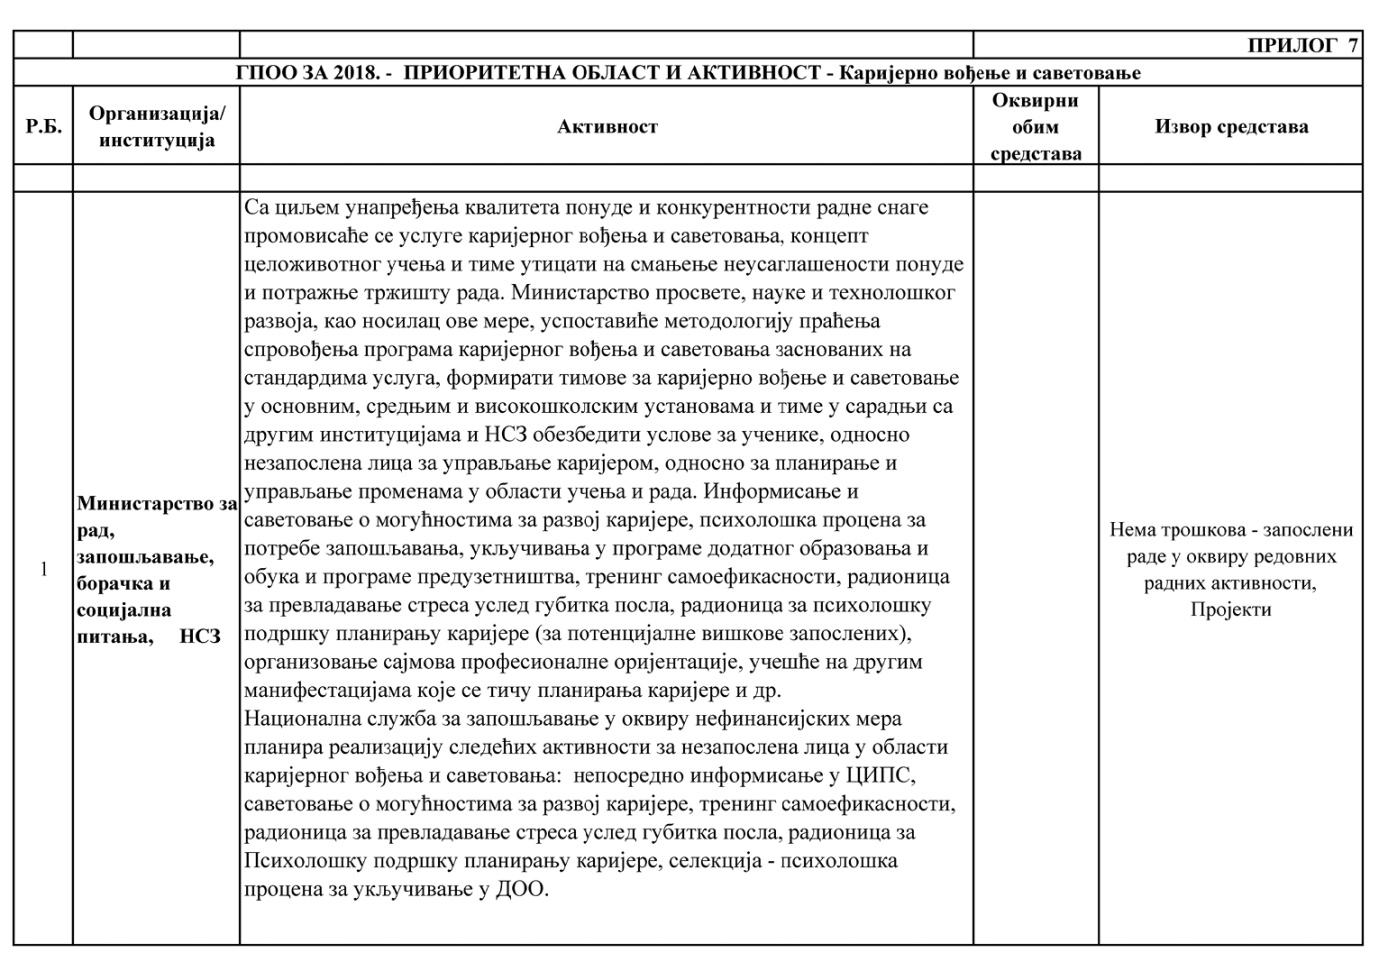 ПРИЛОГ 7
ГПОО ЗА 2018. - ПРИОРИТЕТНА ОБЛАСТ И АКТИВНОСТ - Каријерно вођење и саветовање
Р.Б.
Организација/
институција
Активност
Оквирни
обим
средстава
Извор средстава
1
Министарство за
рад,
запошљавање,
борачка и
социјална
питања, НСЗ
Са циљем унапређења квалитета понуде и конкурентности радне снаге
промовисаће се услуге каријерног вођења и саветовања, концепт
целоживотног учења и тиме утицати на смањење неусаглашености понуде
и потражње тржишту рада. Министарство просвете, науке и технолошког
развоја, као носилац ове мере, успоставиће методологију праћења
спровођења програма каријерног вођења и саветовања заснованих на
стандардима услуга, формирати тимове за каријерно вођење и саветовање
у основним, средњим и високошколским установама и тиме у сарадњи са
другим институцијама и НСЗ обезбедити услове за ученике, односно
незапослена лица за управљање каријером, односно за планирање и
управљање променама у области учења и рада. Информисање и
саветовање о могућностима за развој каријере, психолошка процена за
потребе запошљавања, укључивања у програме додатног образовања и
обука и програме предузетништва, тренинг самоефикасности, радионица
за превладавање стреса услед губитка посла, радионица за психолошку
подршку планирању каријере (за потенцијалне вишкове запослених),
организовање сајмова професионалне оријентације, учешће на другим
манифестацијама које се тичу планирања каријере и др.
Национална служба за запошљавање у оквиру нефинансијских мера
планира реализацију следећих активности за незапослена лица у области
каријерног вођења и саветовања: непосредно информисање у ЦИПС,
саветовање о могућностима за развој каријере, тренинг самоефикасности,
радионица за превладавање стреса услед губитка посла, радионица за
Психолошку подршку планирању каријере, селекција - психолошка
процена за укључивање у ДОО.
Нема трошкова - запослени
раде у оквиру редовних
радних активности,
Пројекти